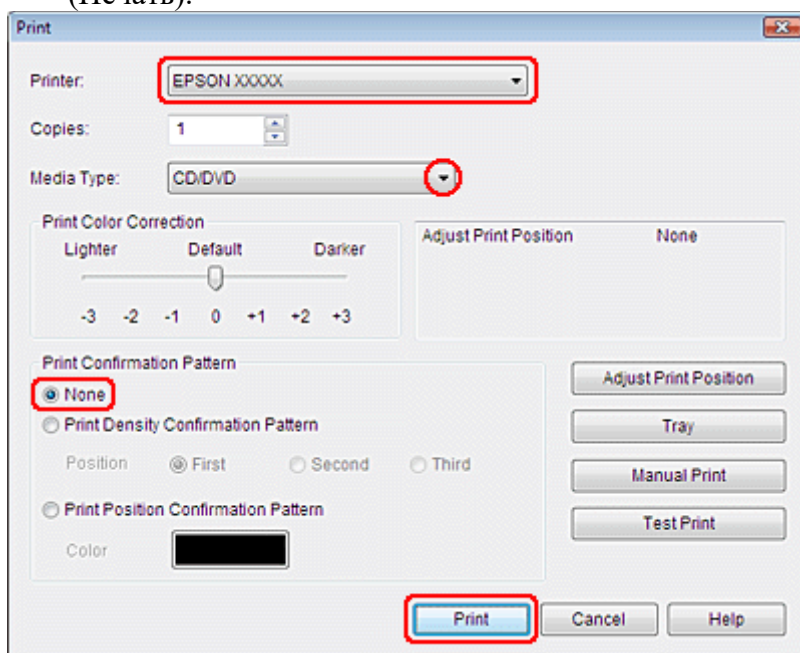 (Печать).
Print
Printer: EPSON XXXXX
Copies: 1
Media Type: CD/DVD
Print Color Correction
Lighter Default Darker
-3 -2 -1 0 +1 +2 +3
Adjust Print Position None
Print Confirmation Pattern
None
Print Density Confirmation Pattern
Position First Second Third
Print Position Confirmation Pattern
Color
Adjust Print Position
Tray
Manual Print
Test Print
Print Cancel Help